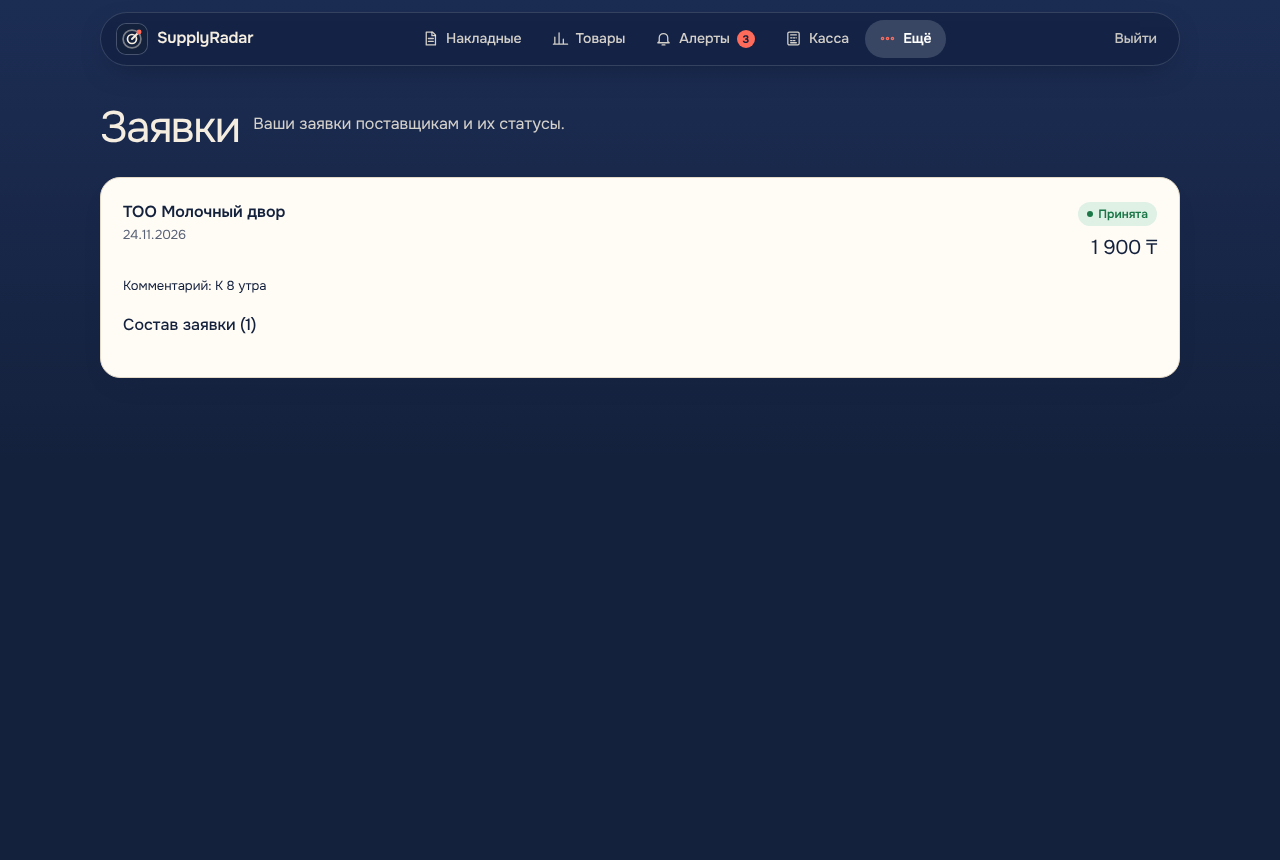 SupplyRadar
Накладные
Товары
Алерты 3
Касса
Ещё
Выйти
Заявки
Ваши заявки поставщикам и их статусы.
ТОО Молочный двор
Принята
24.11.2026
1 900 ₸
Комментарий: К 8 утра
Состав заявки (1)